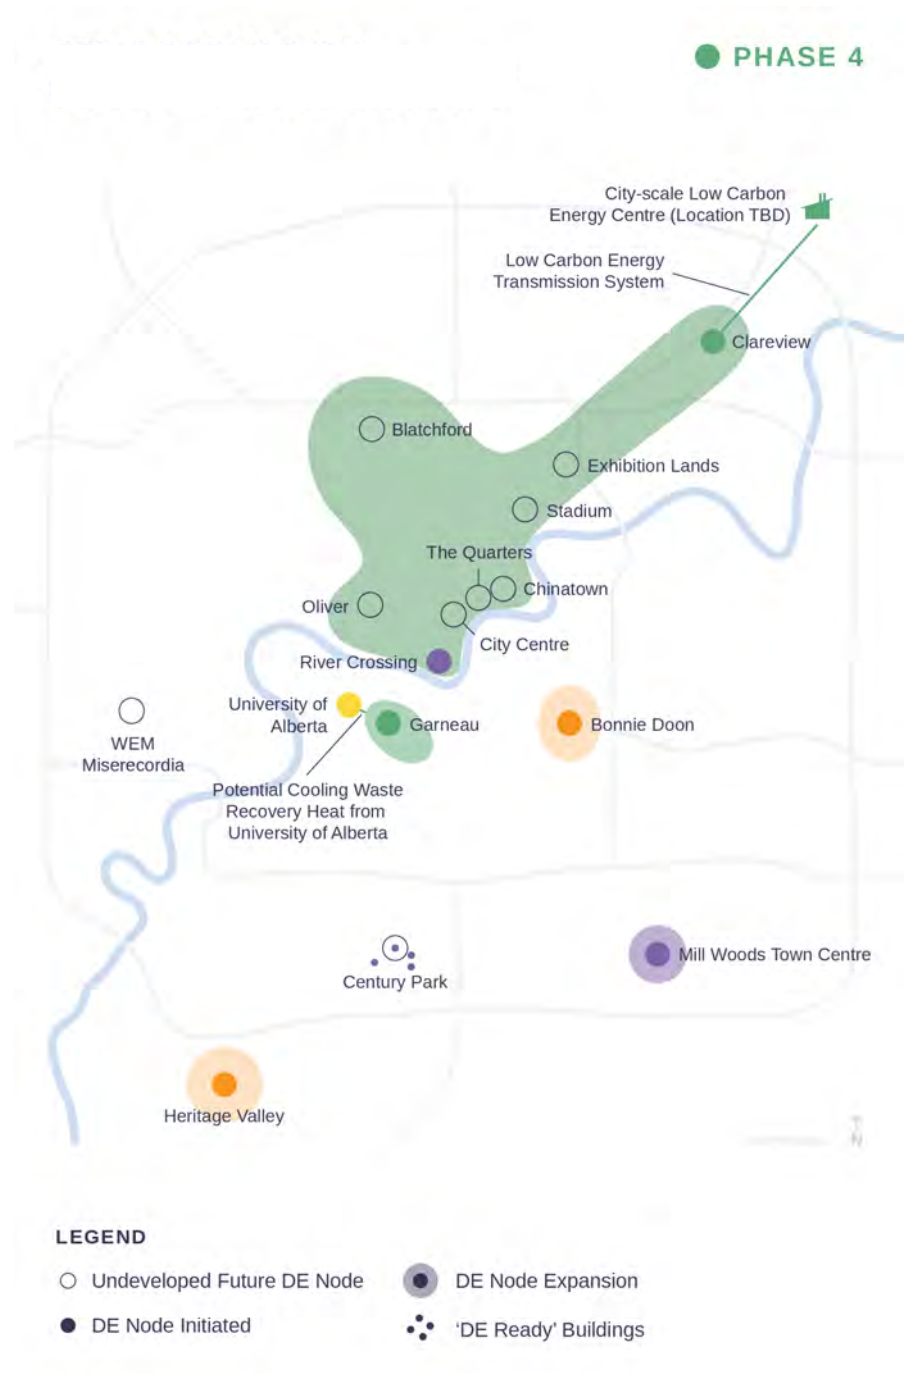 PHASE 4
City-scale Low Carbon
Energy Centre (Location TBD)
Low Carbon Energy
Transmission System
Clareview
Blatchford
Exhibition Lands
Stadium
The Quarters
Chinatown
Oliver
City Centre
River Crossing
University of
Alberta
Garneau
Bonnie Doon
WEM
Miserecordia
Potential Cooling Waste
Recovery Heat from
University of Alberta
Mill Woods Town Centre
Century Park
Heritage Valley
N
LEGEND
Undeveloped Future DE Node
DE Node Expansion
DE Node Initiated
‘DE Ready’ Buildings